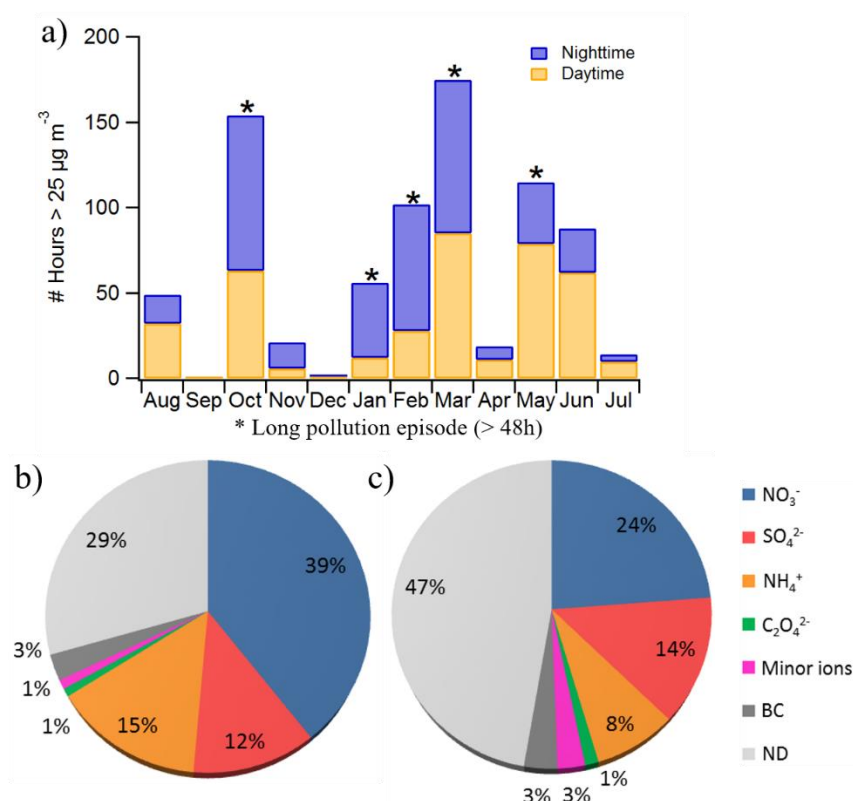 a)
200
150
100
50
0
# Hours > 25 µg m⁻³
Nighttime
Daytime
*
*
*
*
*
Aug Sep Oct Nov Dec Jan Feb Mar Apr May Jun Jul
* Long pollution episode (> 48h)
b)
29%
39%
3%
1%
1%
15%
12%
c)
24%
47%
14%
8%
1%
3%
3%
NO₃⁻
SO₄²⁻
NH₄⁺
C₂O₄²⁻
Minor ions
BC
ND